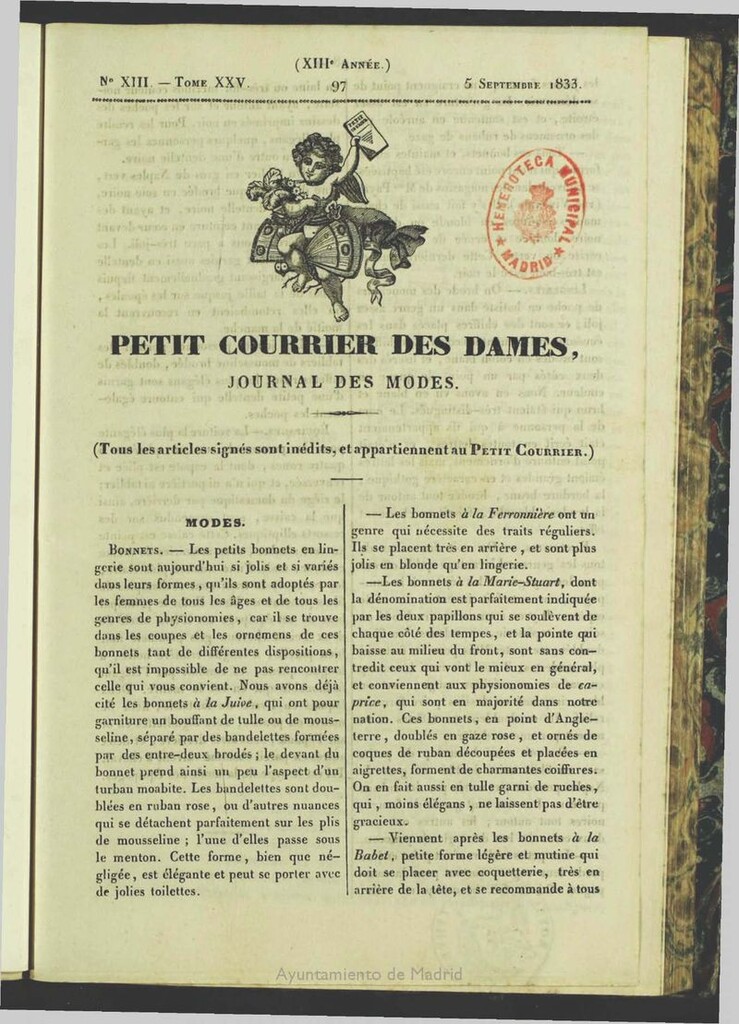 (XIIIe Année.)
No XIII. — Tome XXV. 97 5 Septembre 1833.
HEMEROTECA MUNICIPAL
★ MADRID ★
PETIT COURRIER DES DAMES,
JOURNAL DES MODES.
(Tous les articles signés sont inédits, et appartiennent au Petit Courrier.)
MODES.
Bonnets. — Les petits bonnets en lin-
gerie sont aujourd'hui si jolis et si variés
dans leurs formes, qu'ils sont adoptés par
les femmes de tous les âges et de tous les
genres de physionomies, car il se trouve
dans les coupes et les ornemens de ces
bonnets tant de différentes dispositions,
qu'il est impossible de ne pas rencontrer
celle qui vous convient. Nous avons déjà
cité les bonnets à la Juive, qui ont pour
garniture un bouffant de tulle ou de mous-
seline, séparé par des bandelettes formées
par des entre-deux brodés; le devant du
bonnet prend ainsi un peu l'aspect d'un
turban moabite. Les bandelettes sont dou-
blées en ruban rose, ou d'autres nuances
qui se détachent parfaitement sur les plis
de mousseline; l'une d'elles passe sous
le menton. Cette forme, bien que né-
gligée, est élégante et peut se porter avec
de jolies toilettes.
— Les bonnets à la Ferronnière ont un
genre qui nécessite des traits réguliers.
Ils se placent très en arrière, et sont plus
jolis en blonde qu'en lingerie.
—Les bonnets à la Marie-Stuart, dont
la dénomination est parfaitement indiquée
par les deux papillons qui se soulèvent de
chaque côté des tempes, et la pointe qui
baisse au milieu du front, sont sans con-
tredit ceux qui vont le mieux en général,
et conviennent aux physionomies de ca-
price, qui sont en majorité dans notre
nation. Ces bonnets, en point d'Angle-
terre, doublés en gaze rose, et ornés de
coques de ruban découpées et placées en
aigrettes, forment de charmantes coiffures.
On en fait aussi en tulle garni de ruches,
qui, moins élégans, ne laissent pas d'être
gracieux.
— Viennent après les bonnets à la
Babet, petite forme légère et mutine qui
doit se placer avec coquetterie, très en
arrière de la tête, et se recommande à tous
Ayuntamiento de Madrid